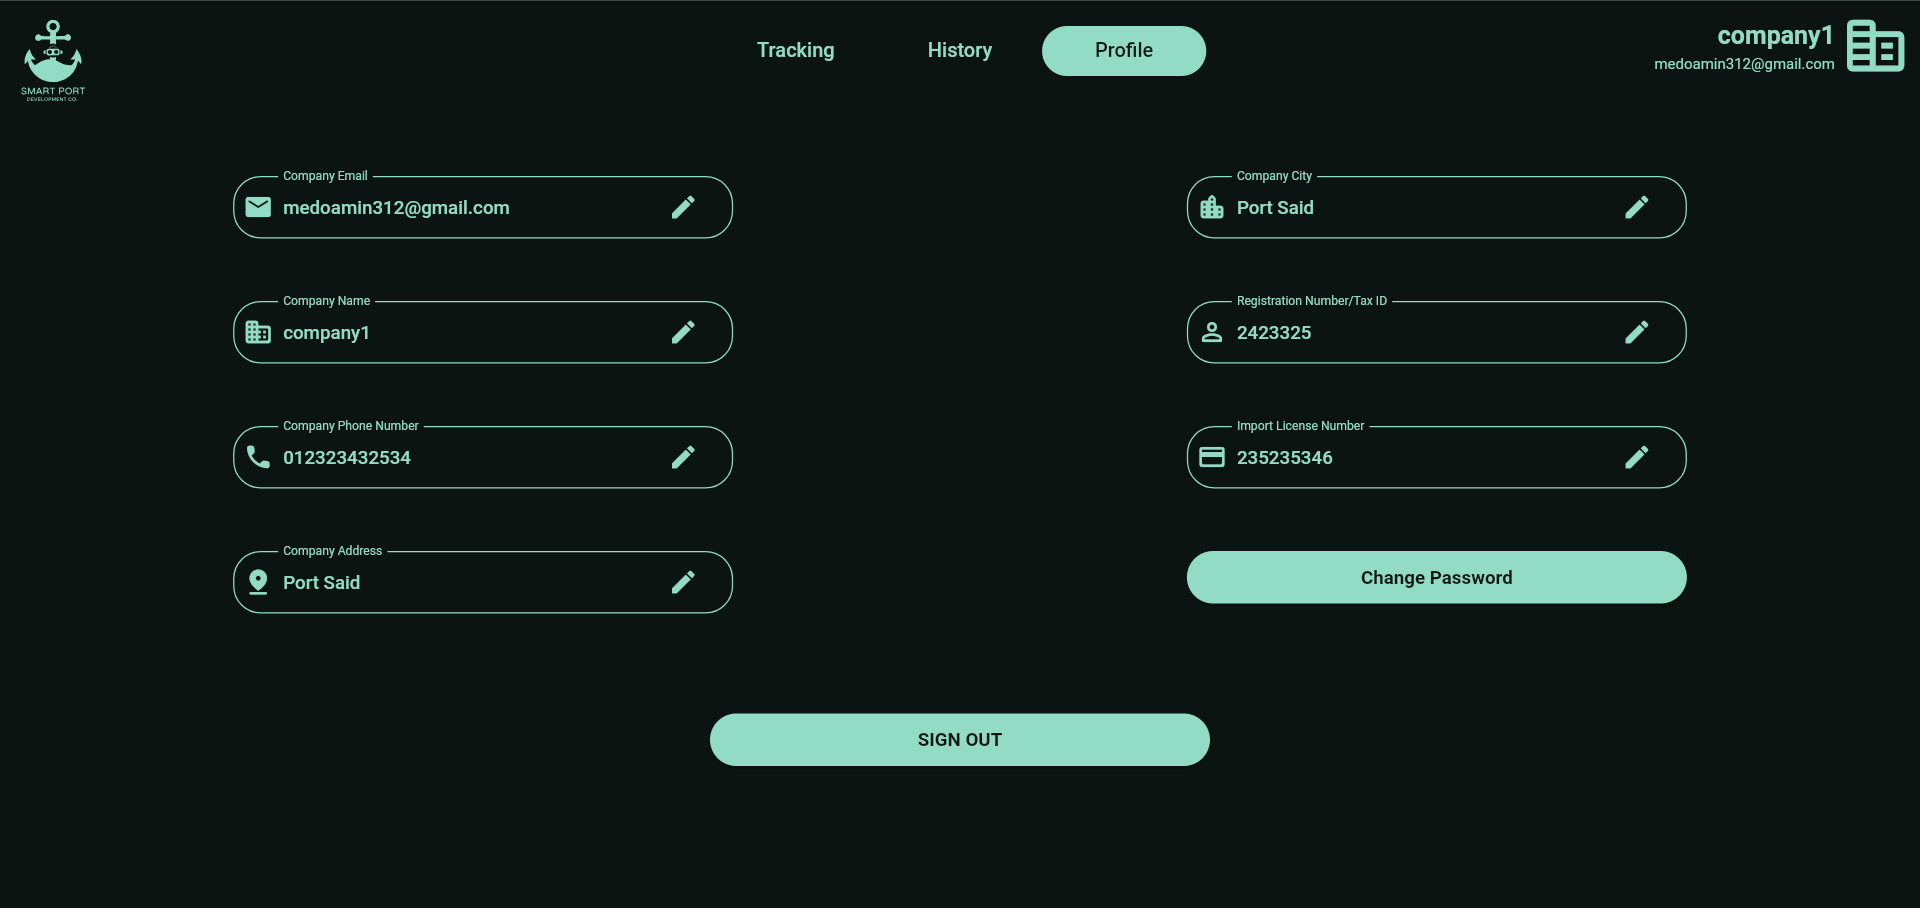 SMART PORT
DEVELOPMENT CO.
Tracking
History
Profile
company1
medoamin312@gmail.com
Company Email
medoamin312@gmail.com
Company Name
company1
Company Phone Number
012323432534
Company Address
Port Said
Company City
Port Said
Registration Number/Tax ID
2423325
Import License Number
235235346
Change Password
SIGN OUT